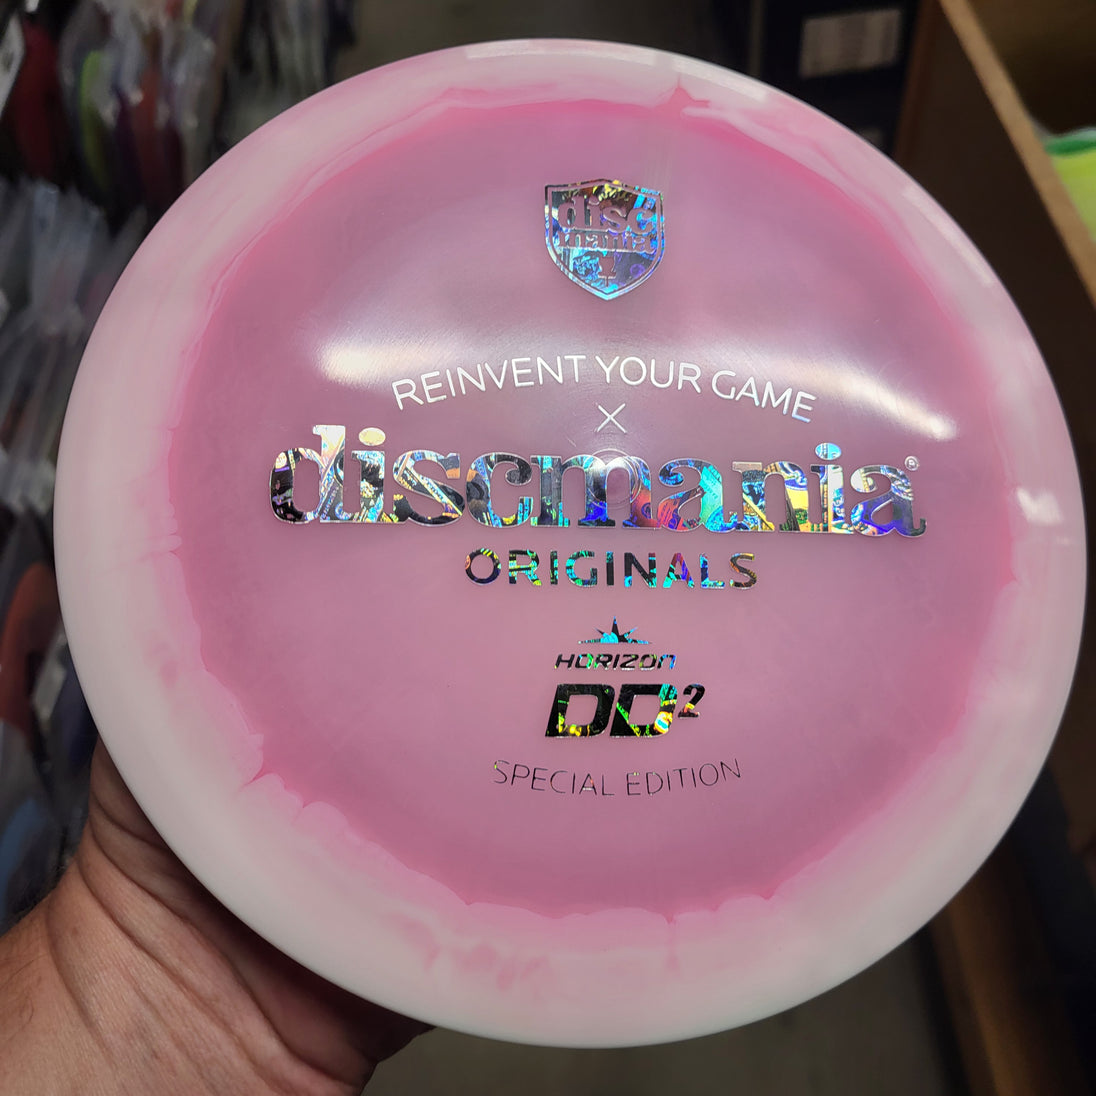 disc
mania
REINVENT YOUR GAME
X
discmania®
ORIGINALS
HORIZON
DD²
SPECIAL EDITION